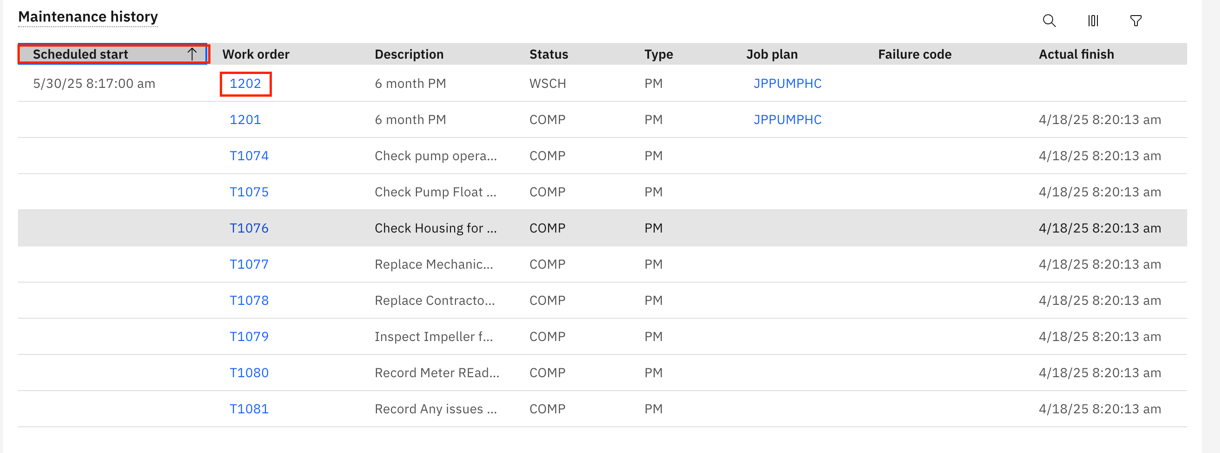 Maintenance history
Scheduled start Work order Description Status Type Job plan Failure code Actual finish
5/30/25 8:17:00 am 1202 6 month PM WSCH PM JPPUMPHC
1201 6 month PM COMP PM JPPUMPHC 4/18/25 8:20:13 am
T1074 Check pump opera... COMP PM 4/18/25 8:20:13 am
T1075 Check Pump Float ... COMP PM 4/18/25 8:20:13 am
T1076 Check Housing for ... COMP PM 4/18/25 8:20:13 am
T1077 Replace Mechanic... COMP PM 4/18/25 8:20:13 am
T1078 Replace Contracto... COMP PM 4/18/25 8:20:13 am
T1079 Inspect Impeller f... COMP PM 4/18/25 8:20:13 am
T1080 Record Meter REad... COMP PM 4/18/25 8:20:13 am
T1081 Record Any issues ... COMP PM 4/18/25 8:20:13 am